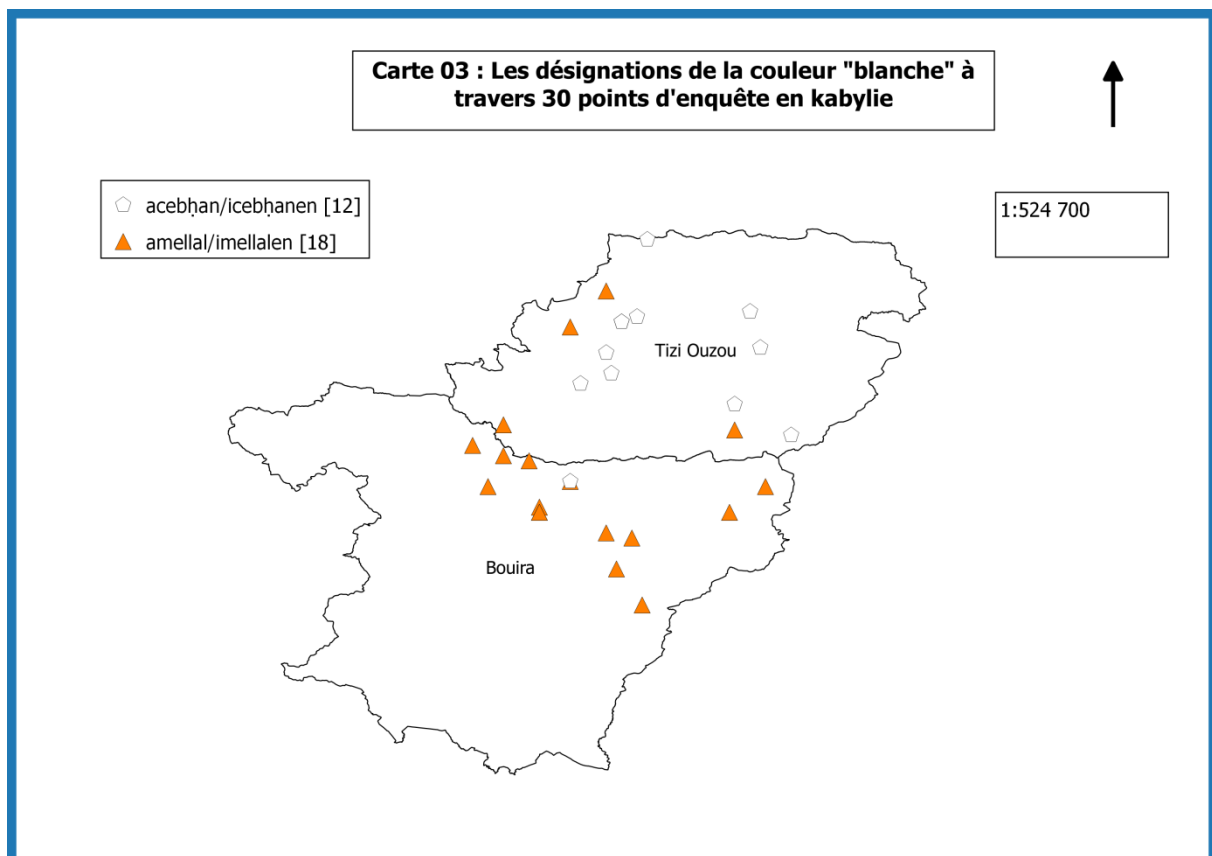 Carte 03 : Les désignations de la couleur "blanche" à
travers 30 points d'enquête en kabylie
acebḥan/icebḥanen [12]
amellal/imellalen [18]
1:524 700
Tizi Ouzou
Bouira